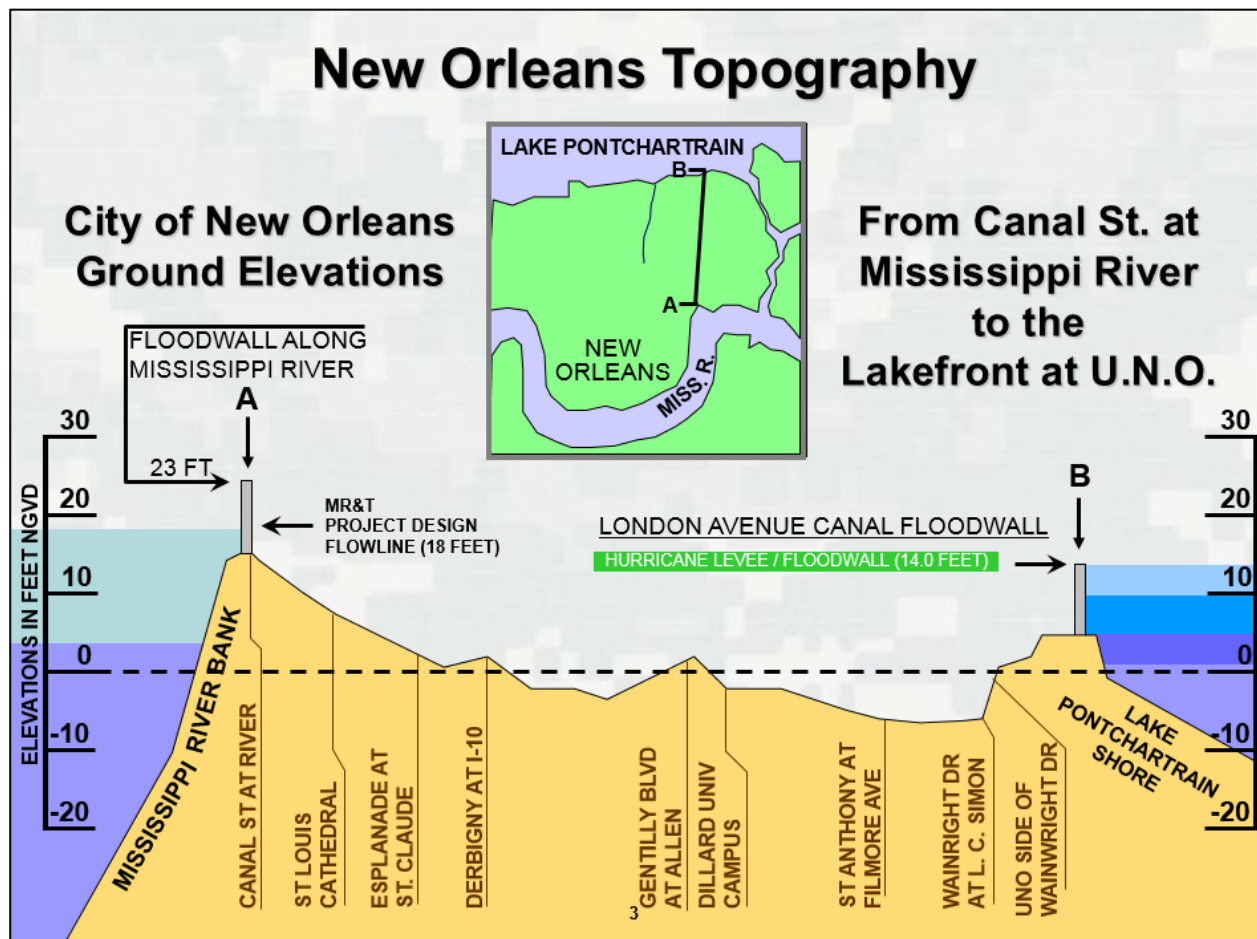 New Orleans Topography
City of New Orleans
Ground Elevations
LAKE PONTCHARTRAIN
B
A
NEW
ORLEANS
MISS. R.
From Canal St. at
Mississippi River
to the
Lakefront at U.N.O.
FLOODWALL ALONG
MISSISSIPPI RIVER
A
23 FT
MR&T
PROJECT DESIGN
FLOWLINE (18 FEET)
B
LONDON AVENUE CANAL FLOODWALL
HURRICANE LEVEE / FLOODWALL (14.0 FEET)
ELEVATIONS IN FEET NGVD
30
20
10
0
-10
-20
30
20
10
0
-10
-20
MISSISSIPPI RIVER BANK
CANAL ST AT RIVER
ST LOUIS
CATHEDRAL
ESPLANADE AT
ST. CLAUDE
DERBIGNY AT I-10
GENTILLY BLVD
AT ALLEN
DILLARD UNIV
CAMPUS
ST ANTHONY AT
FILMORE AVE
WAINRIGHT DR
AT L. C. SIMON
UNO SIDE OF
WAINWRIGHT DR
LAKE
PONTCHARTRAIN
SHORE
3